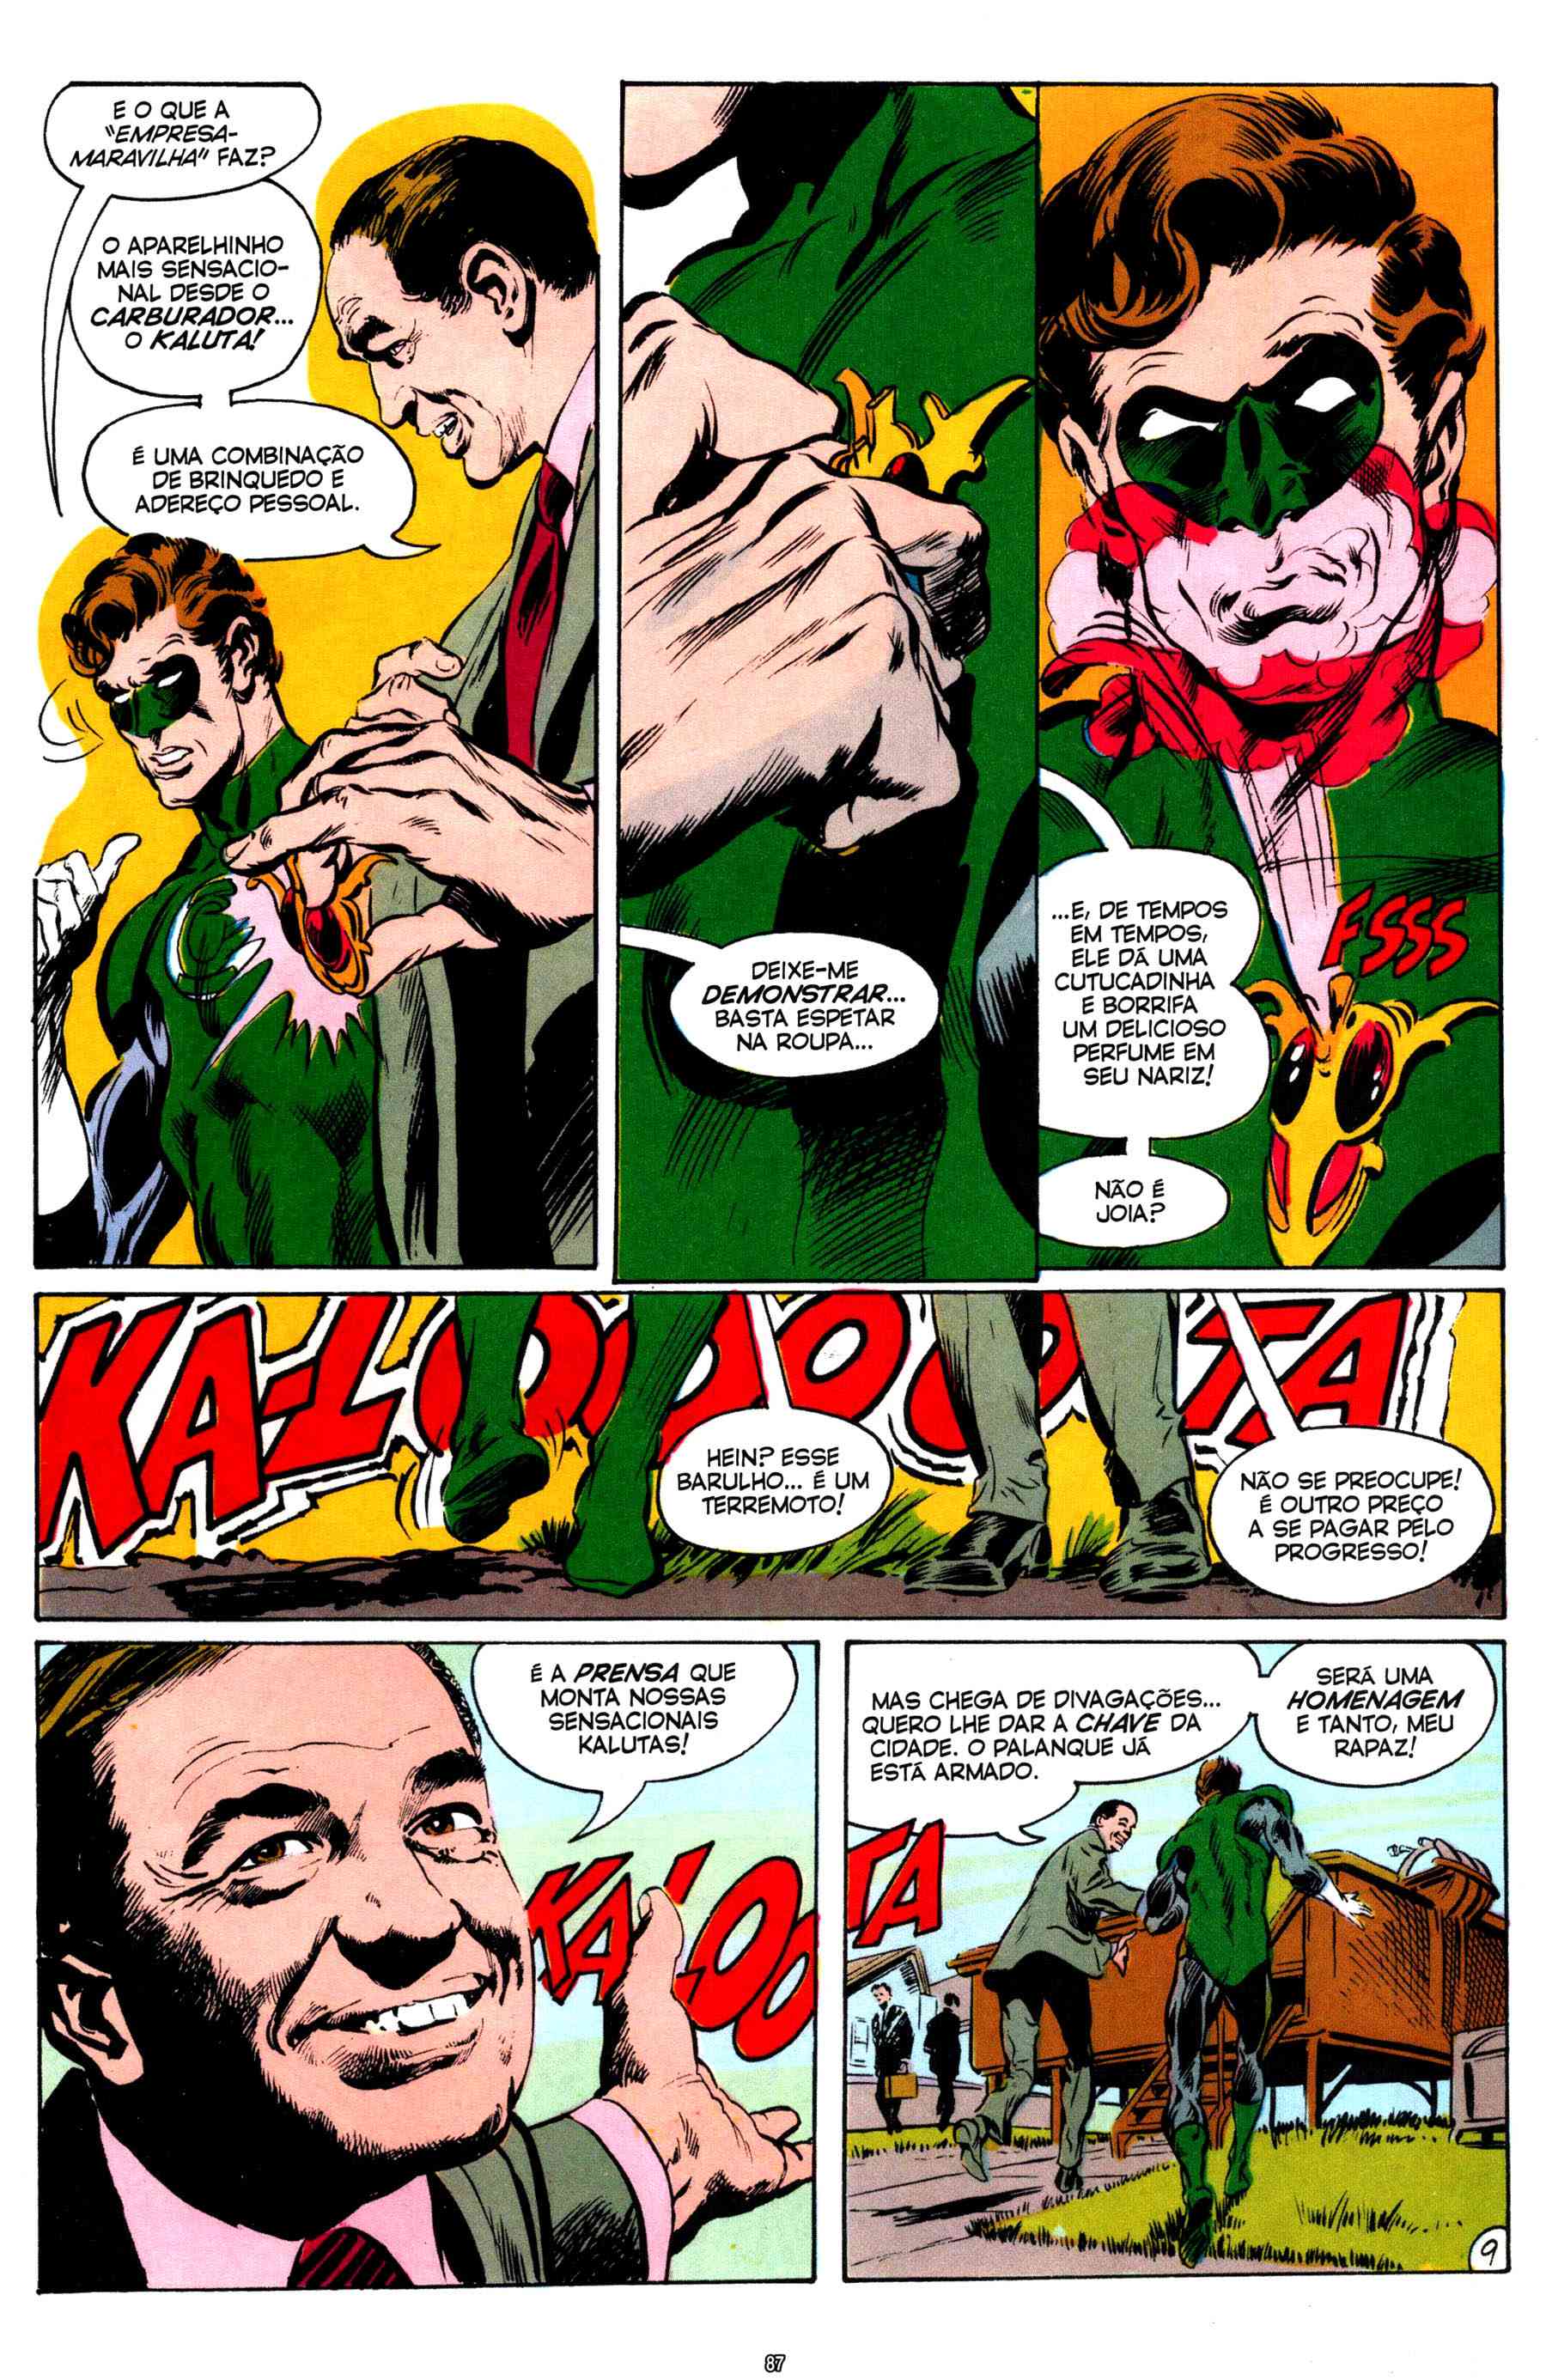 E O QUE A
"EMPRESA-
MARAVILHA" FAZ?
O APARELHINHO
MAIS SENSACIO-
NAL DESDE O
CARBURADOR...
O KALUTA!
É UMA COMBINAÇÃO
DE BRINQUEDO E
ADEREÇO PESSOAL.
DEIXE-ME
DEMONSTRAR...
BASTA ESPETAR
NA ROUPA...
...E, DE TEMPOS
EM TEMPOS,
ELE DÁ UMA
CUTUCADINHA
E BORRIFA
UM DELICIOSO
PERFUME EM
SEU NARIZ!
FSSS
NÃO É
JOIA?
KA-LOOOOOTA
HEIN? ESSE
BARULHO... É UM
TERREMOTO!
NÃO SE PREOCUPE!
É OUTRO PREÇO
A SE PAGAR PELO
PROGRESSO!
É A PRENSA QUE
MONTA NOSSAS
SENSACIONAIS
KALUTAS!
KA-LOO
MAS CHEGA DE DIVAGAÇÕES...
QUERO LHE DAR A CHAVE DA
CIDADE. O PALANQUE JÁ
ESTÁ ARMADO.
SERÁ UMA
HOMENAGEM
E TANTO, MEU
RAPAZ!
TA
9
87